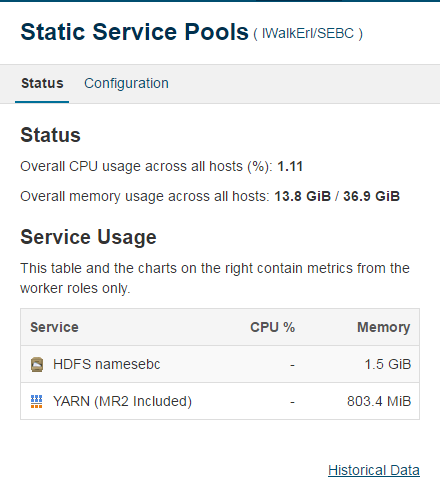 Static Service Pools ( IWalkErl/SEBC )
Status Configuration
Status
Overall CPU usage across all hosts (%): 1.11
Overall memory usage across all hosts: 13.8 GiB / 36.9 GiB
Service Usage
This table and the charts on the right contain metrics from the
worker roles only.
Service CPU % Memory
HDFS namesebc - 1.5 GiB
YARN (MR2 Included) - 803.4 MiB
Historical Data